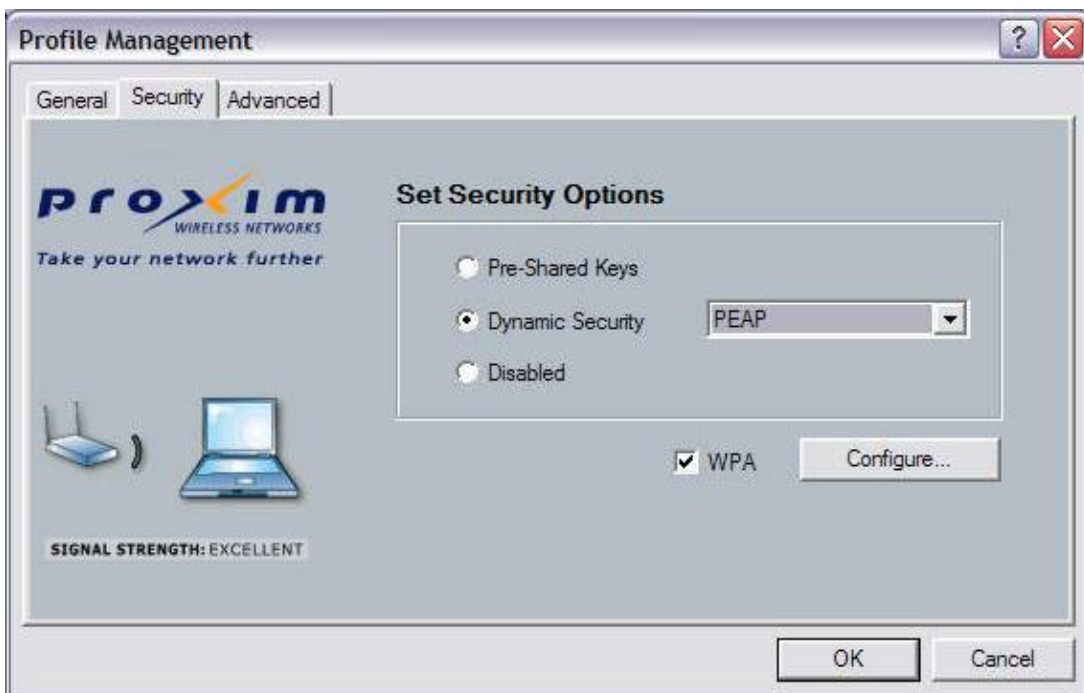 Profile Management
General Security Advanced
proxim
WIRELESS NETWORKS
Take your network further
Set Security Options
Pre-Shared Keys
Dynamic Security PEAP
Disabled
WPA Configure...
SIGNAL STRENGTH: EXCELLENT
OK Cancel